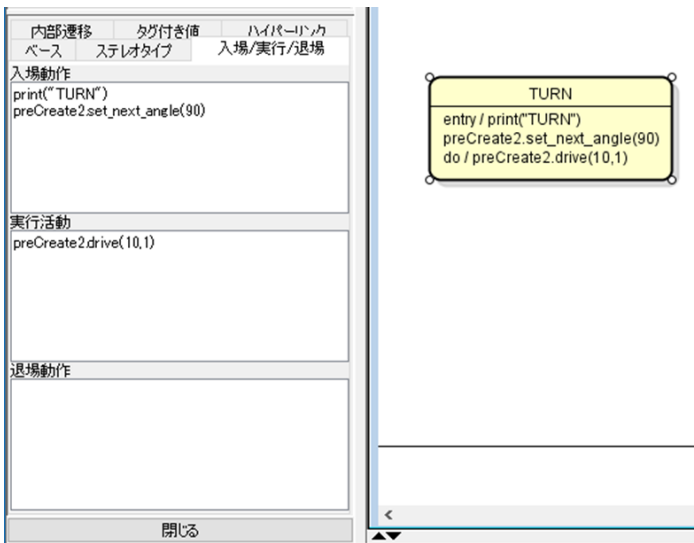 内部遷移 タグ付き値 ハイパーリンク
ベース ステレオタイプ 入場/実行/退場
入場動作
print("TURN")
preCreate2.set_next_angle(90)
実行活動
preCreate2.drive(10,1)
退場動作
閉じる
TURN
entry / print("TURN")
preCreate2.set_next_angle(90)
do / preCreate2.drive(10,1)